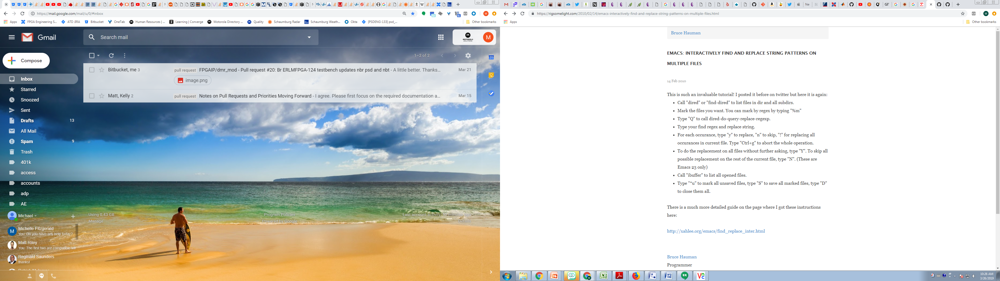 https://mail.google.com/mail/u/0/#inbox
Apps
FPGA Engineering S...
ATD JIRA
Bitbucket
OneTab
Human Resources | ...
Learning | Converge
Motorola Directory ...
Quality
Schaumburg Radar
Schaumburg Weath...
Okta
[PSDENG-133] psd_...
Other bookmarks
Gmail
Search mail
MOTOROLA
SOLUTIONS
M
Compose
1–2 of 2
Inbox
Starred
Snoozed
Sent
Drafts 13
All Mail
Spam 9
Trash
401k
access
accounts
adp
AE
Bitbucket, me 3 pull request FPGAIP/dmr_mod - Pull request #20: Br ERLMFPGA-124 testbench updates nbr psd and nbt - A little better. Thanks... Mar 21
image.png
Matt, Kelly 2 pull request Notes on Pull Requests and Priorities Moving Forward - I agree. Please first focus on the required documentation a... Mar 15
Michael
Michelle Fitzgerald
You: Do you have any help today?
Matt Riley
You: The first two are compatible wit
Reginald Saunders
thanks!
Using 0.43 GB
Manage
Program Policies
Powered by Google
Last account activity: 52 minutes ago
Details
https://rigsomelight.com/2010/02/14/emacs-interactively-find-and-replace-string-patterns-on-multiple-files.html
Apps
Other bookmarks
Bruce Hauman
EMACS: INTERACTIVELY FIND AND REPLACE STRING PATTERNS ON
MULTIPLE FILES
14 Feb 2010
This is such an invaluable tutorial! I posted it before on twitter but here it is again:
• Call "dired" or "find-dired" to list files in dir and all subdirs.
• Mark the files you want. You can mark by regex by typing "%m"
• Type "Q" to call dired-do-query-replace-regexp.
• Type your find regex and replace string.
• For each occurance, type "y" to replace, "n" to skip, "!" for replacing all
occurances in current file. Type "Ctrl+g" to abort the whole operation.
• To do the replacement on all files without further asking, type "Y". To skip all
possible replacement on the rest of the current file, type "N". (These are
Emacs 23 only)
• Call "ibuffer" to list all opened files.
• Type "*u" to mark all unsaved files, type "S" to save all marked files, type "D"
to close them all.
There is a much more detailed guide on the page where I got these instructions
here:
http://xahlee.org/emacs/find_replace_inter.html
Bruce Hauman
Programmer
10:26 AM
3/26/2019